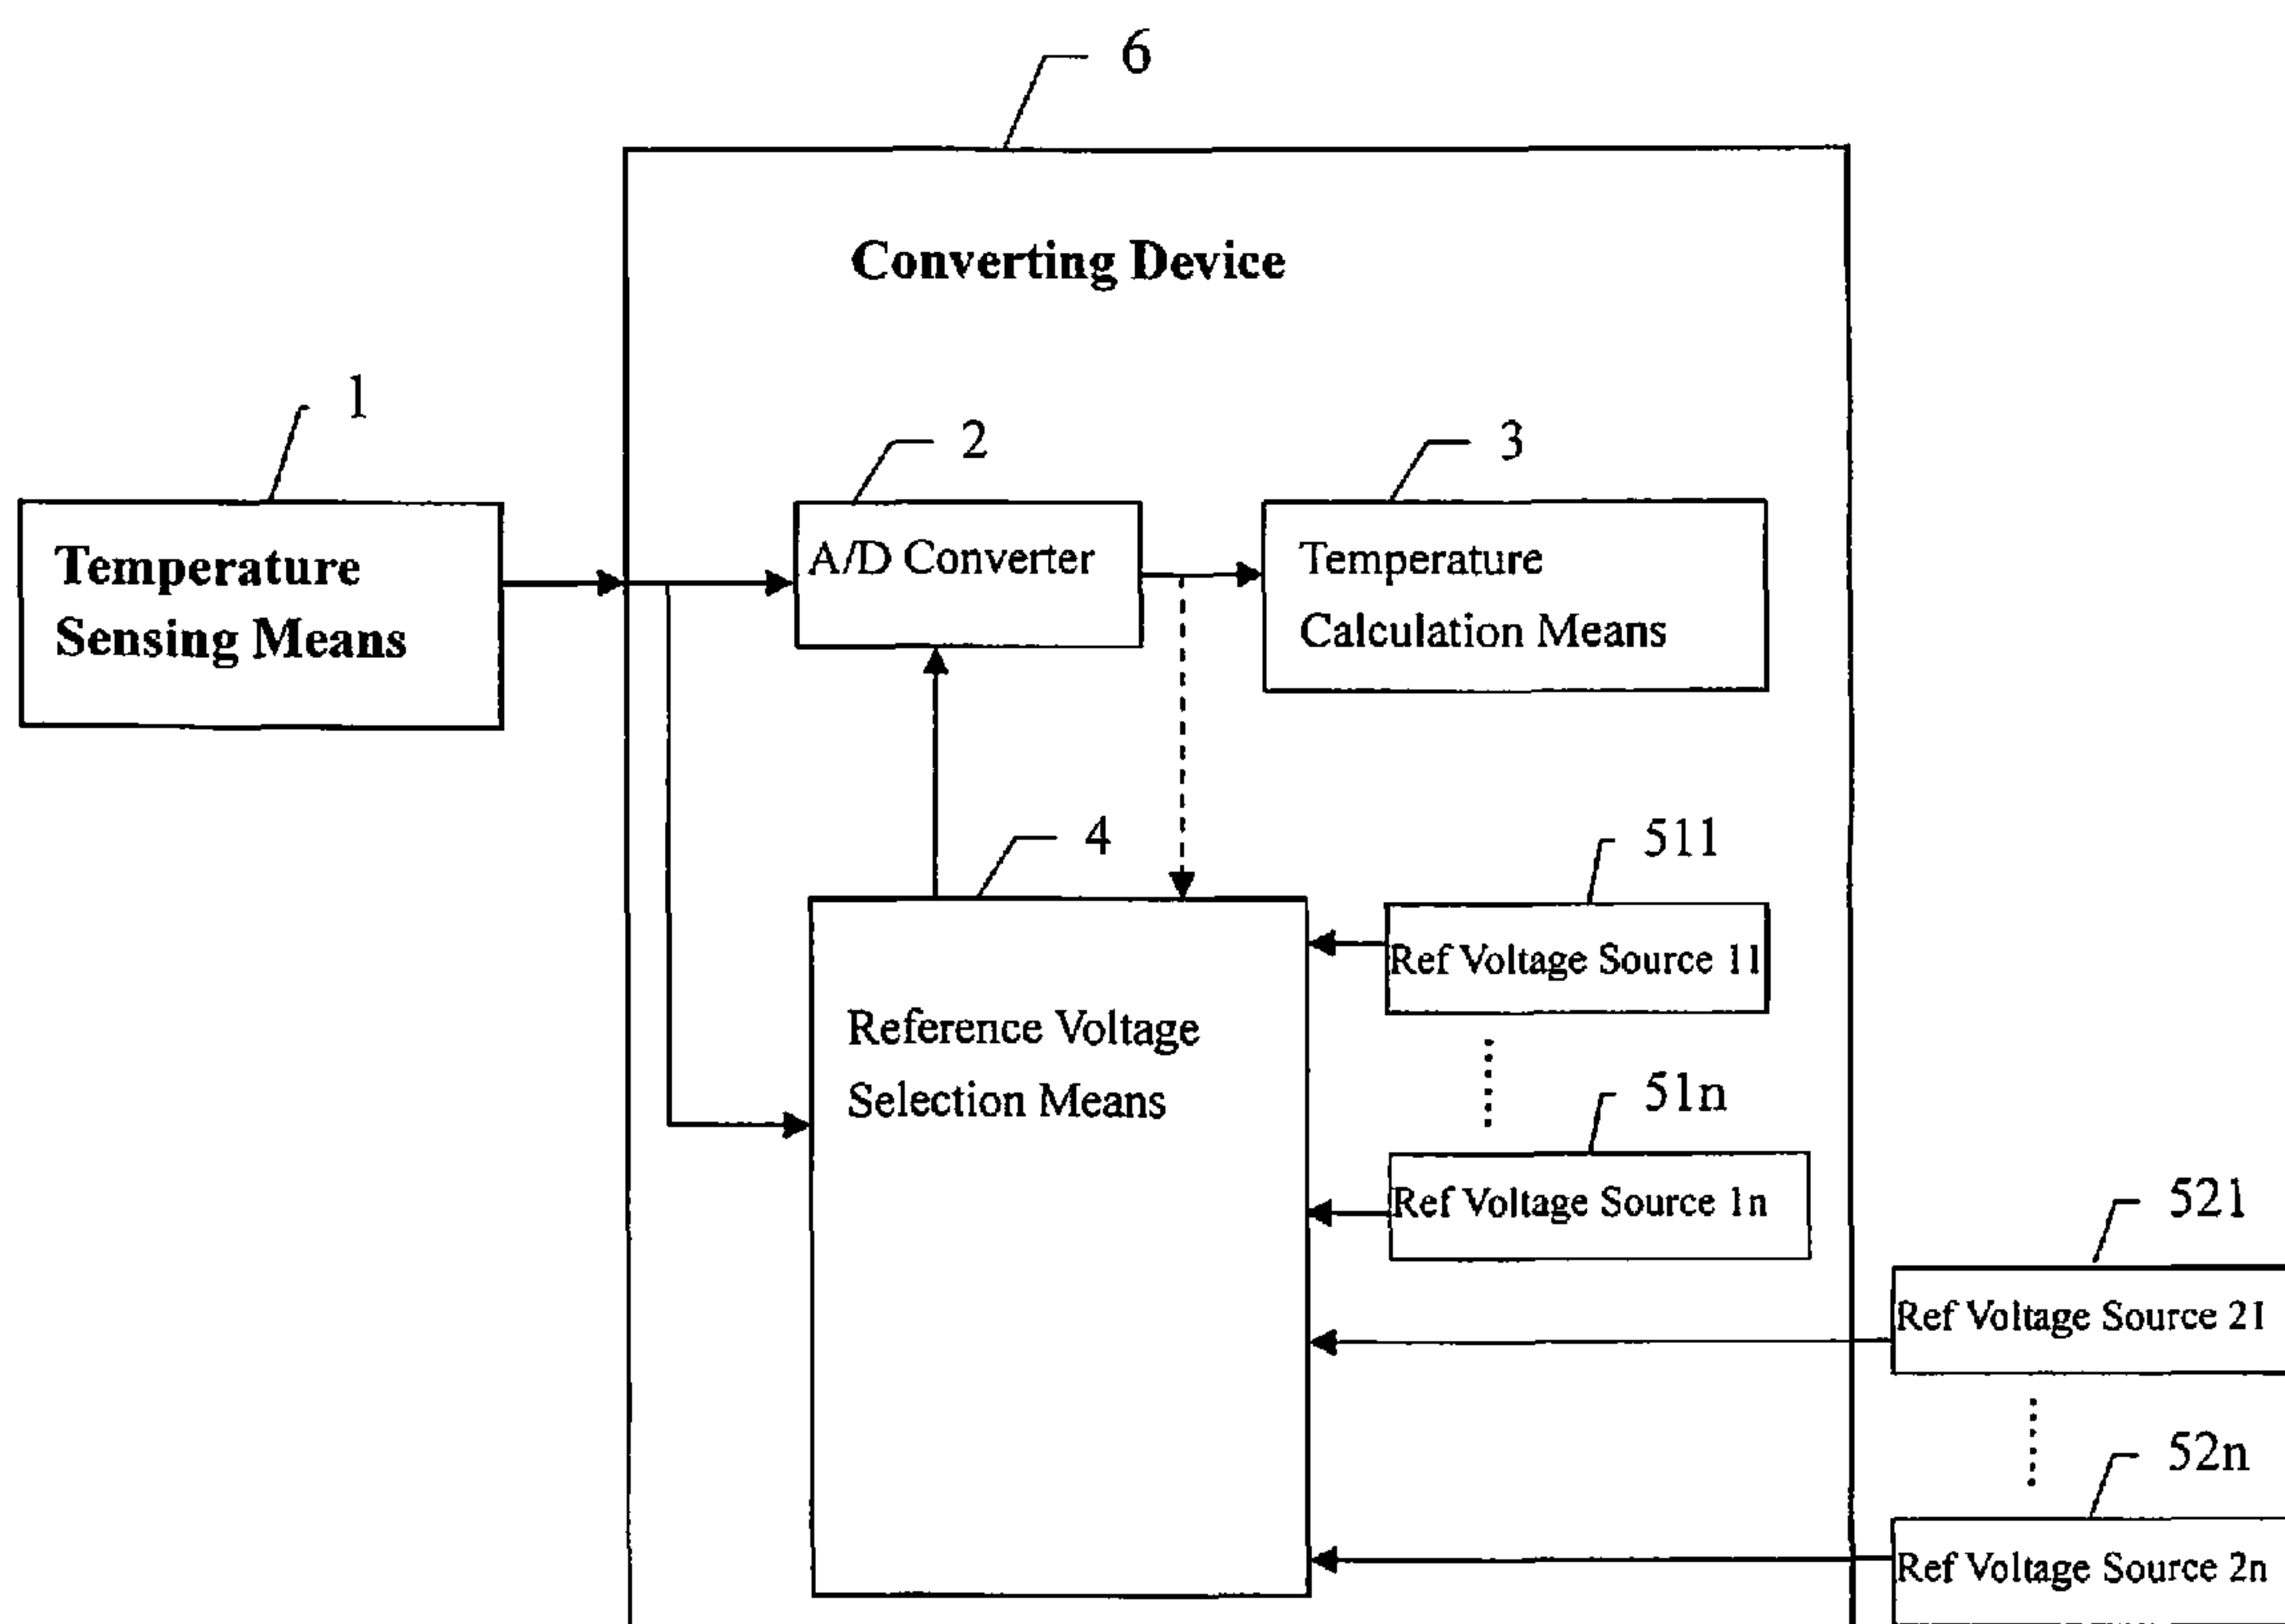 6
Converting Device
1
2
3
Temperature
Sensing Means
A/D Converter
Temperature
Calculation Means
4
511
Ref Voltage Source 11
Reference Voltage
Selection Means
51n
Ref Voltage Source 1n
521
Ref Voltage Source 21
52n
Ref Voltage Source 2n